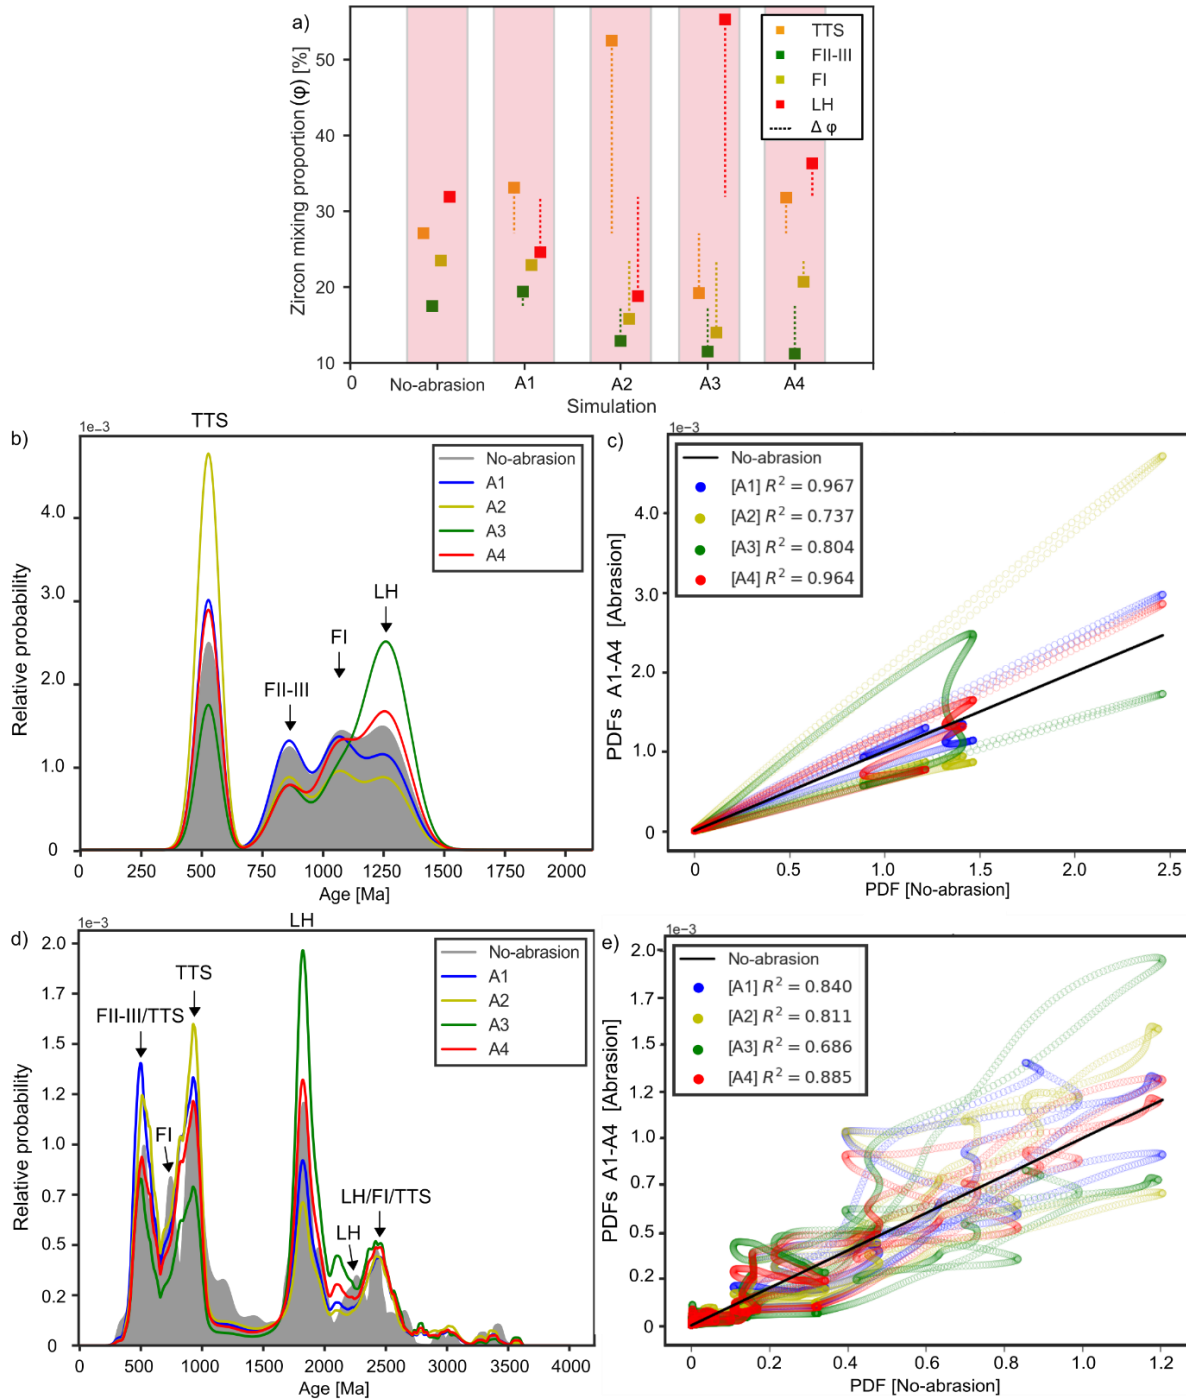 a)
Zircon mixing proportion (φ) [%]
50
40
30
20
10
0
TTS
FII-III
FI
LH
Δ φ
No-abrasion
A1
A2
A3
A4
Simulation
b)
1e−3
TTS
4.0
3.0
2.0
1.0
0
Relative probability
No-abrasion
A1
A2
A3
A4
FII-III
FI
LH
0
250
500
750
1000
1250
1500
1750
2000
Age [Ma]
c)
1e−3
4.0
3.0
2.0
1.0
0
PDFs A1-A4 [Abrasion]
No-abrasion
[A1] R² = 0.967
[A2] R² = 0.737
[A3] R² = 0.804
[A4] R² = 0.964
0
0.5
1.0
1.5
2.0
2.5
PDF [No-abrasion]
d)
1e−3
LH
2.0
1.7
1.5
1.2
1.0
0.7
0.5
0.2
0
Relative probability
No-abrasion
A1
A2
A3
A4
FII-III/TTS
TTS
FI
LH/FI/TTS
LH
0
500
1000
1500
2000
2500
3000
3500
4000
Age [Ma]
e)
1e−3
2.0
1.7
1.5
1.2
1.0
0.7
0.5
0.2
0
PDFs A1-A4 [Abrasion]
No-abrasion
[A1] R² = 0.840
[A2] R² = 0.811
[A3] R² = 0.686
[A4] R² = 0.885
0
0.2
0.4
0.6
0.8
1.0
1.2
PDF [No-abrasion]